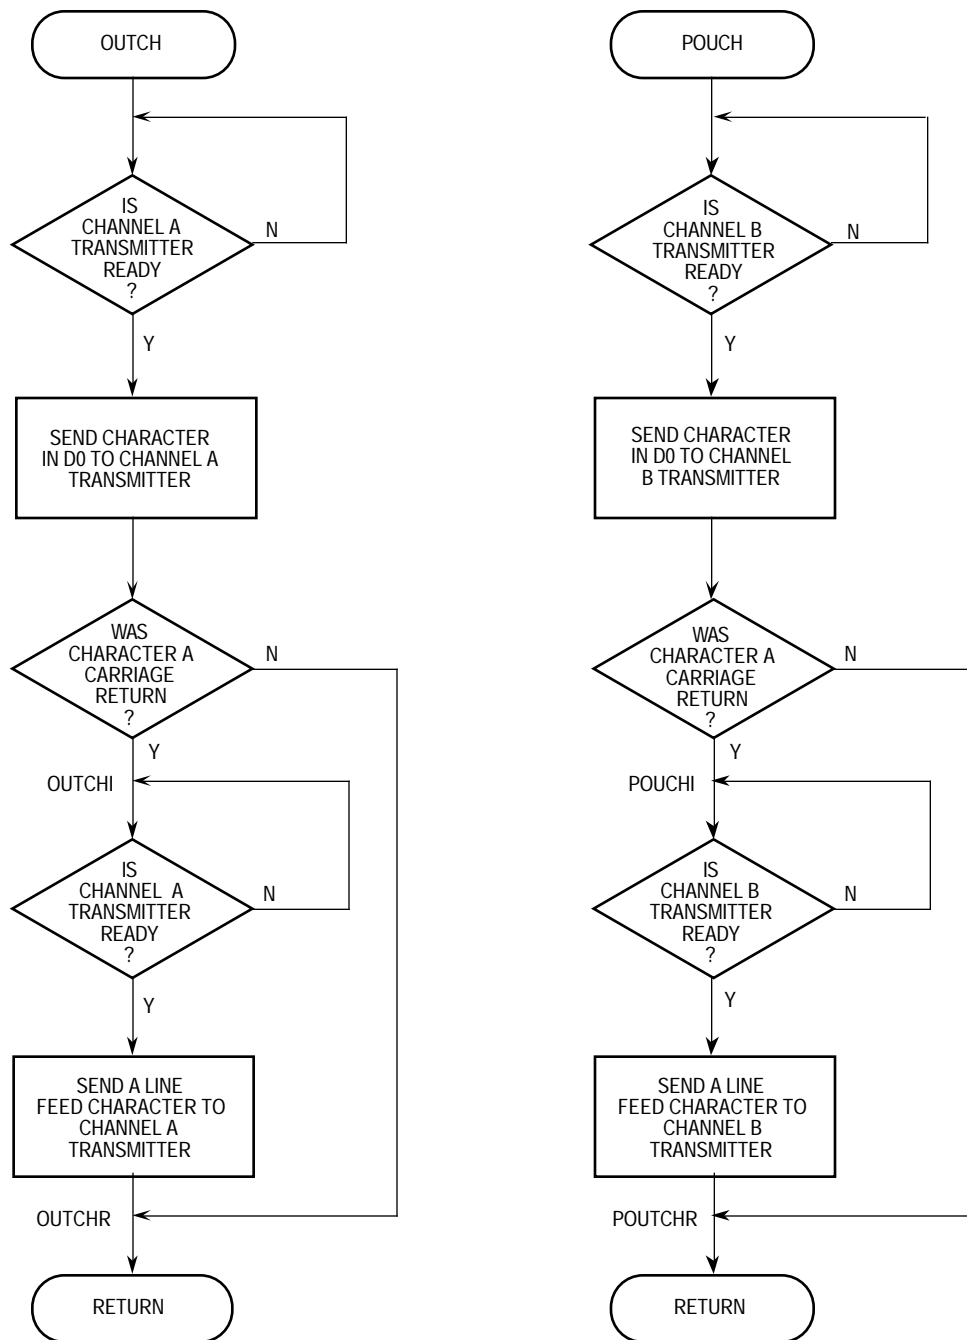 OUTCH
IS
CHANNEL A
TRANSMITTER
READY
?
N
Y
SEND CHARACTER
IN D0 TO CHANNEL A
TRANSMITTER
WAS
CHARACTER A
CARRIAGE
RETURN
?
N
Y
OUTCHI
IS
CHANNEL A
TRANSMITTER
READY
?
N
Y
SEND A LINE
FEED CHARACTER TO
CHANNEL A
TRANSMITTER
OUTCHR
RETURN
POUCH
IS
CHANNEL B
TRANSMITTER
READY
?
N
Y
SEND CHARACTER
IN D0 TO CHANNEL
B TRANSMITTER
WAS
CHARACTER A
CARRIAGE
RETURN
?
N
Y
POUCHI
IS
CHANNEL B
TRANSMITTER
READY
?
N
Y
SEND A LINE
FEED CHARACTER TO
CHANNEL B
TRANSMITTER
POUTCHR
RETURN